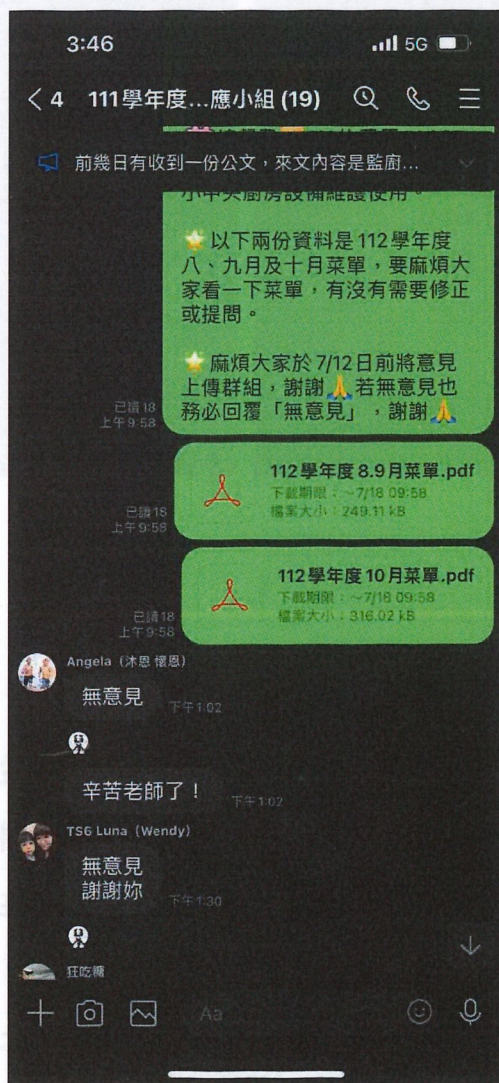 3:46
5G
4 111學年度...應小組 (19)
前幾日有收到一份公文，來文內容是監廚...
小中央廚房設備維護使用。
以下兩份資料是112學年度
八、九月及十月菜單，要麻煩大
家看一下菜單，有沒有需要修正
或提問。
麻煩大家於7/12日前將意見
上傳群組，謝謝🙏若無意見也
務必回覆「無意見」，謝謝🙏
已讀 18
上午 9:58
112學年度 8.9月菜單.pdf
下載期限：~7/18 09:58
檔案大小：249.11 kB
已讀 18
上午 9:58
112學年度 10月菜單.pdf
下載期限：~7/18 09:58
檔案大小：316.02 kB
已讀 18
上午 9:58
Angela（沐恩 懷恩）
無意見
下午 1:02
辛苦老師了！
下午 1:02
TS6 Luna（Wendy）
無意見
謝謝妳
下午 1:30
狂吃糖
Aa